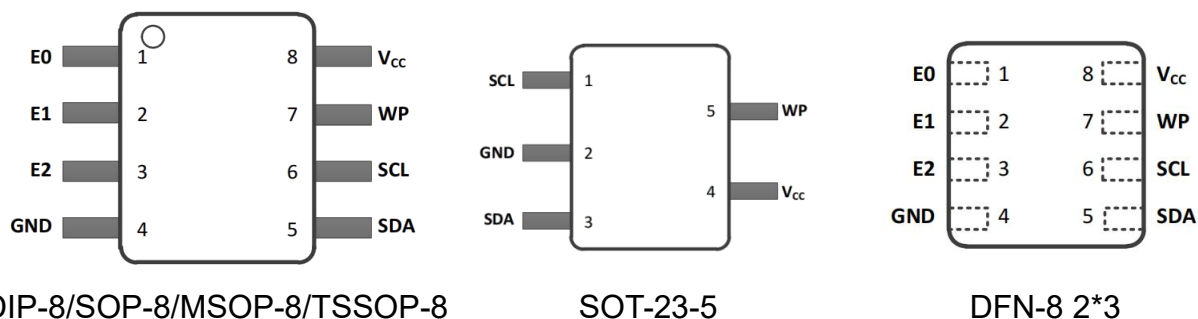 E0 1 8 Vcc
E1 2 7 WP
E2 3 6 SCL
GND 4 5 SDA
DIP-8/SOP-8/MSOP-8/TSSOP-8
SCL 1
5 WP
GND 2
4 Vcc
SDA 3
SOT-23-5
E0 1 8 Vcc
E1 2 7 WP
E2 3 6 SCL
GND 4 5 SDA
DFN-8 2*3